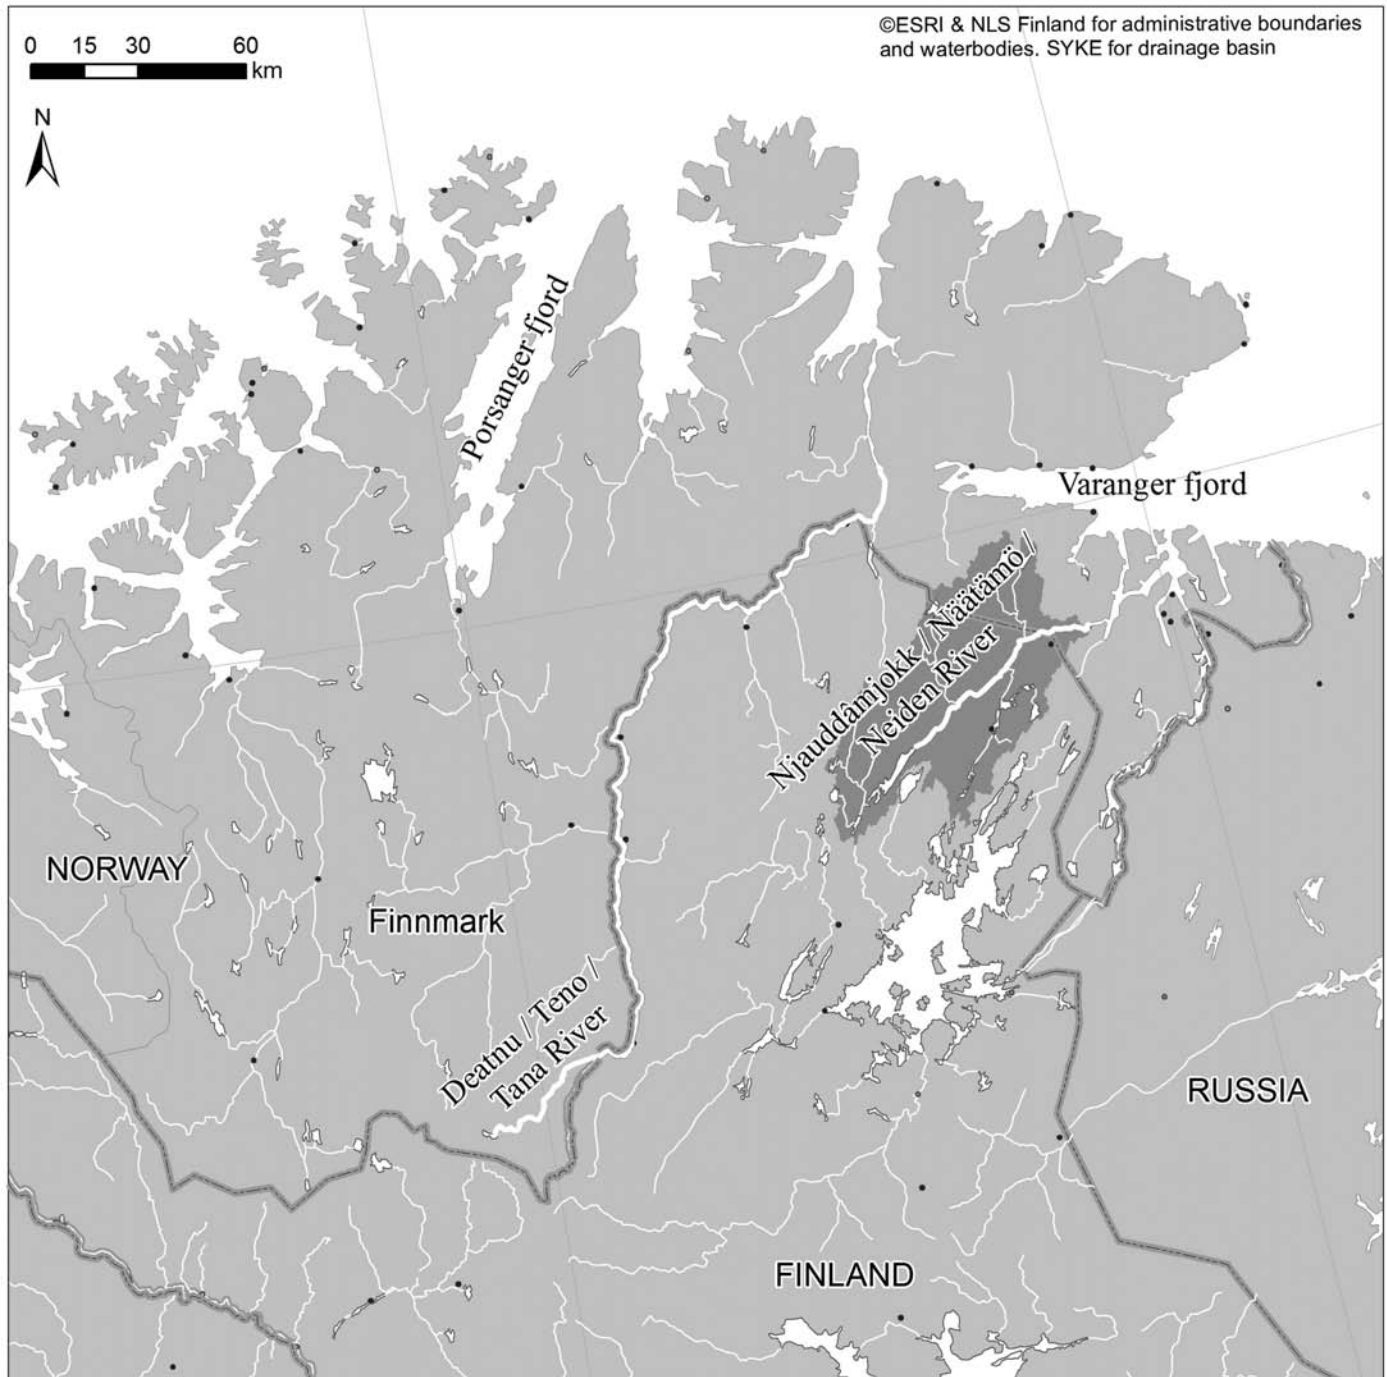 ©ESRI & NLS Finland for administrative boundaries
and waterbodies. SYKE for drainage basin
0 15 30 60
km
N
Porsanger fjord
Varanger fjord
Njauddâmjokk / Näätämö /
Neiden River
NORWAY
Finnmark
Deatnu / Teno /
Tana River
RUSSIA
FINLAND